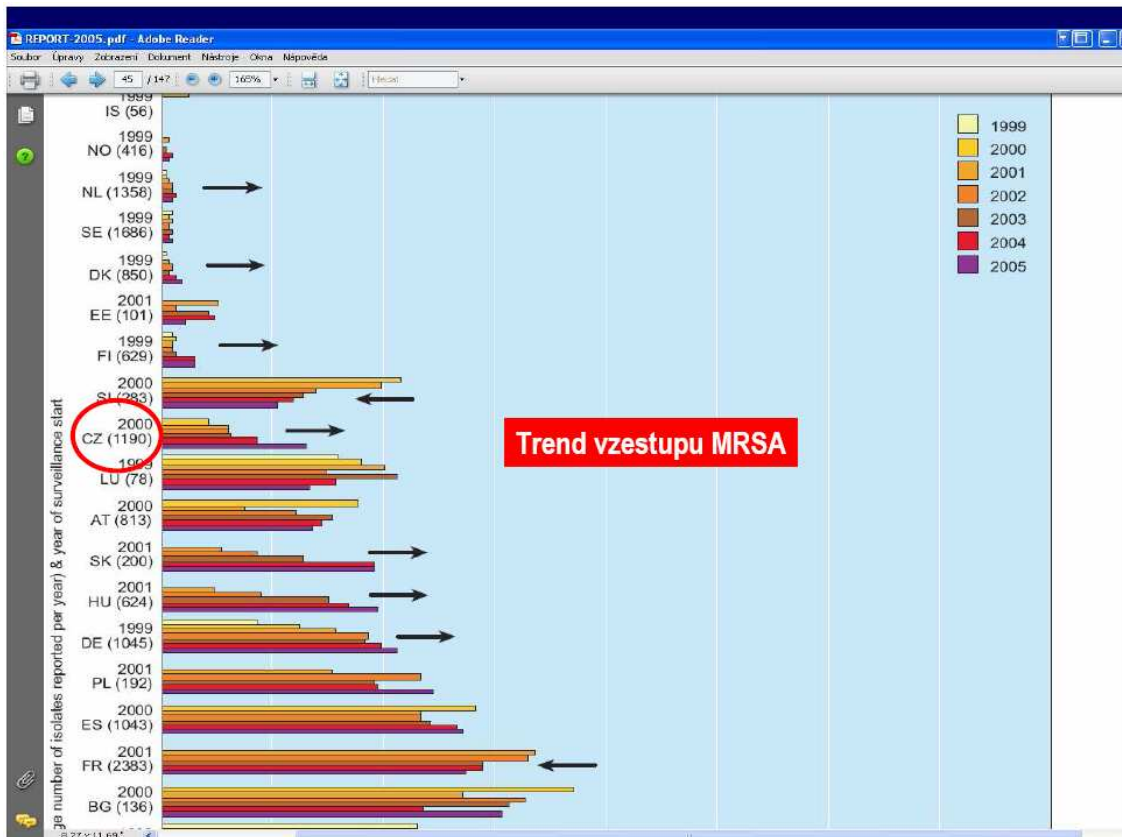 REPORT-2005.pdf - Adobe Reader
Soubor Úpravy Zobrazení Dokument Nástroje Okna Nápověda
45 / 147 168% Hledat
1999
IS (56)
1999
NO (416)
1999
NL (1358)
1999
SE (1686)
1999
DK (850)
2001
EE (101)
1999
FI (629)
2000
SI (283)
2000
CZ (1190)
1999
LU (78)
2000
AT (813)
2001
SK (200)
2001
HU (624)
1999
DE (1045)
2001
PL (192)
2000
ES (1043)
2001
FR (2383)
2000
BG (136)
ge number of isolates reported per year) & year of surveillance start
1999
2000
2001
2002
2003
2004
2005
Trend vzestupu MRSA